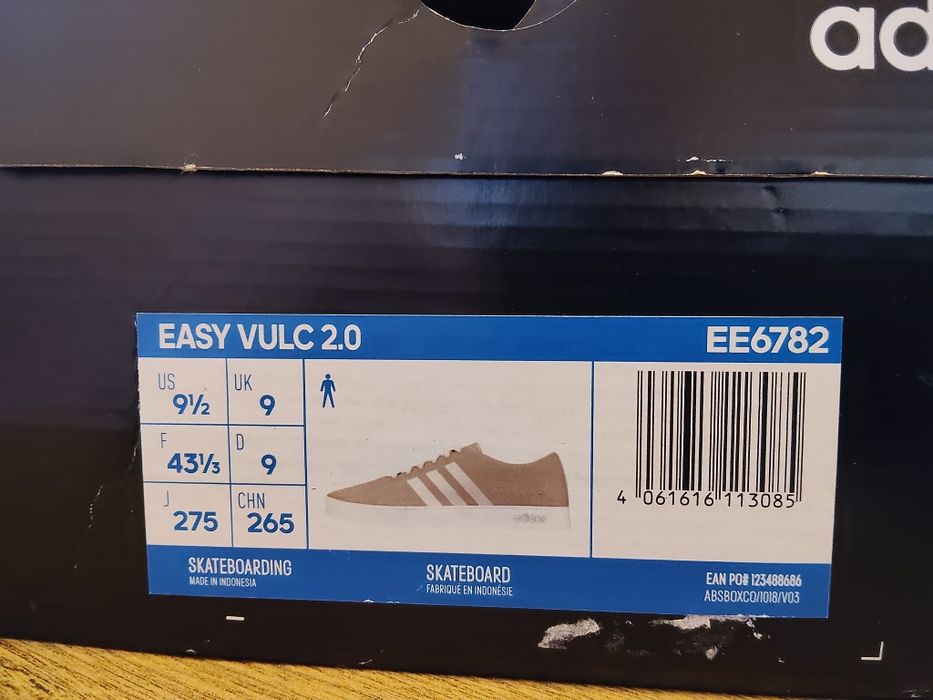 ad
EASY VULC 2.0 EE6782
US UK
9½ 9
F D
43⅓ 9
J CHN
275 265
adidas
4 061616 113085
SKATEBOARDING
MADE IN INDONESIA
SKATEBOARD
FABRIQUÉ EN INDONÉSIE
EAN PO# 123488686
ABSBOXCO/1018/V03